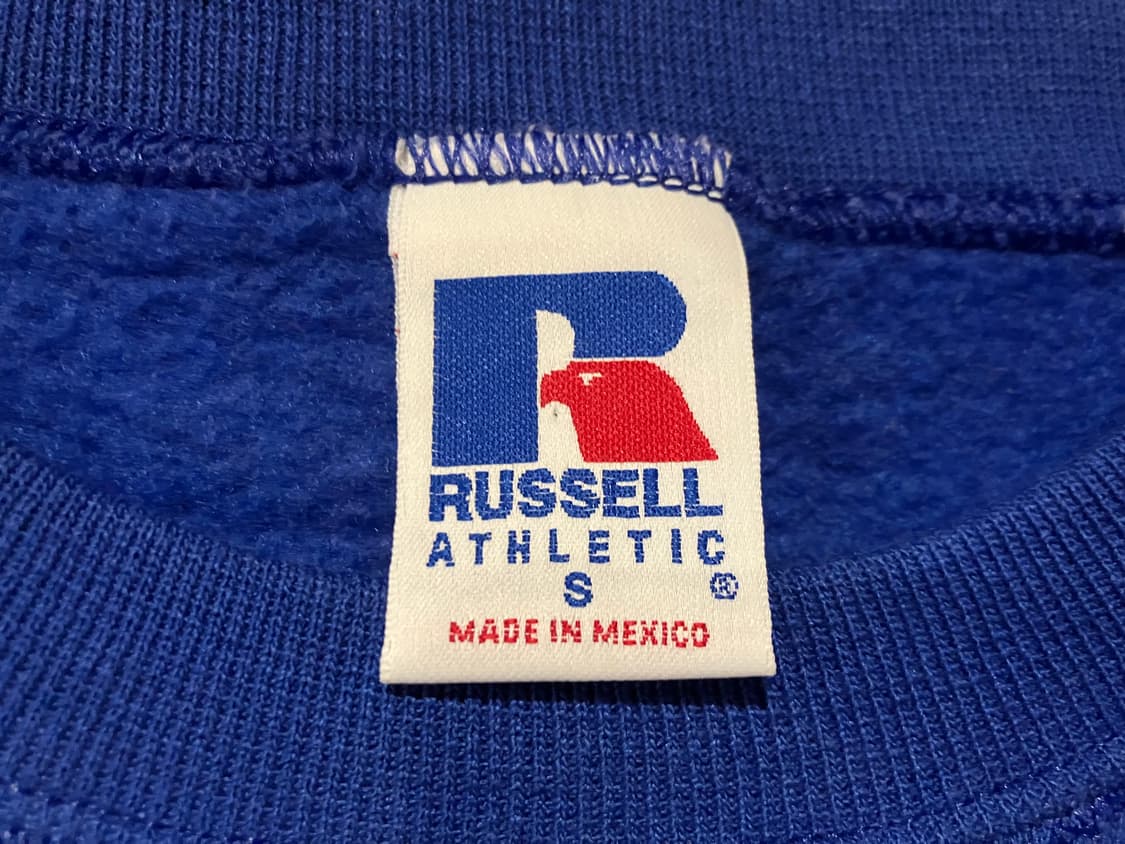 R
RUSSELL
ATHLETIC
S ®
MADE IN MEXICO